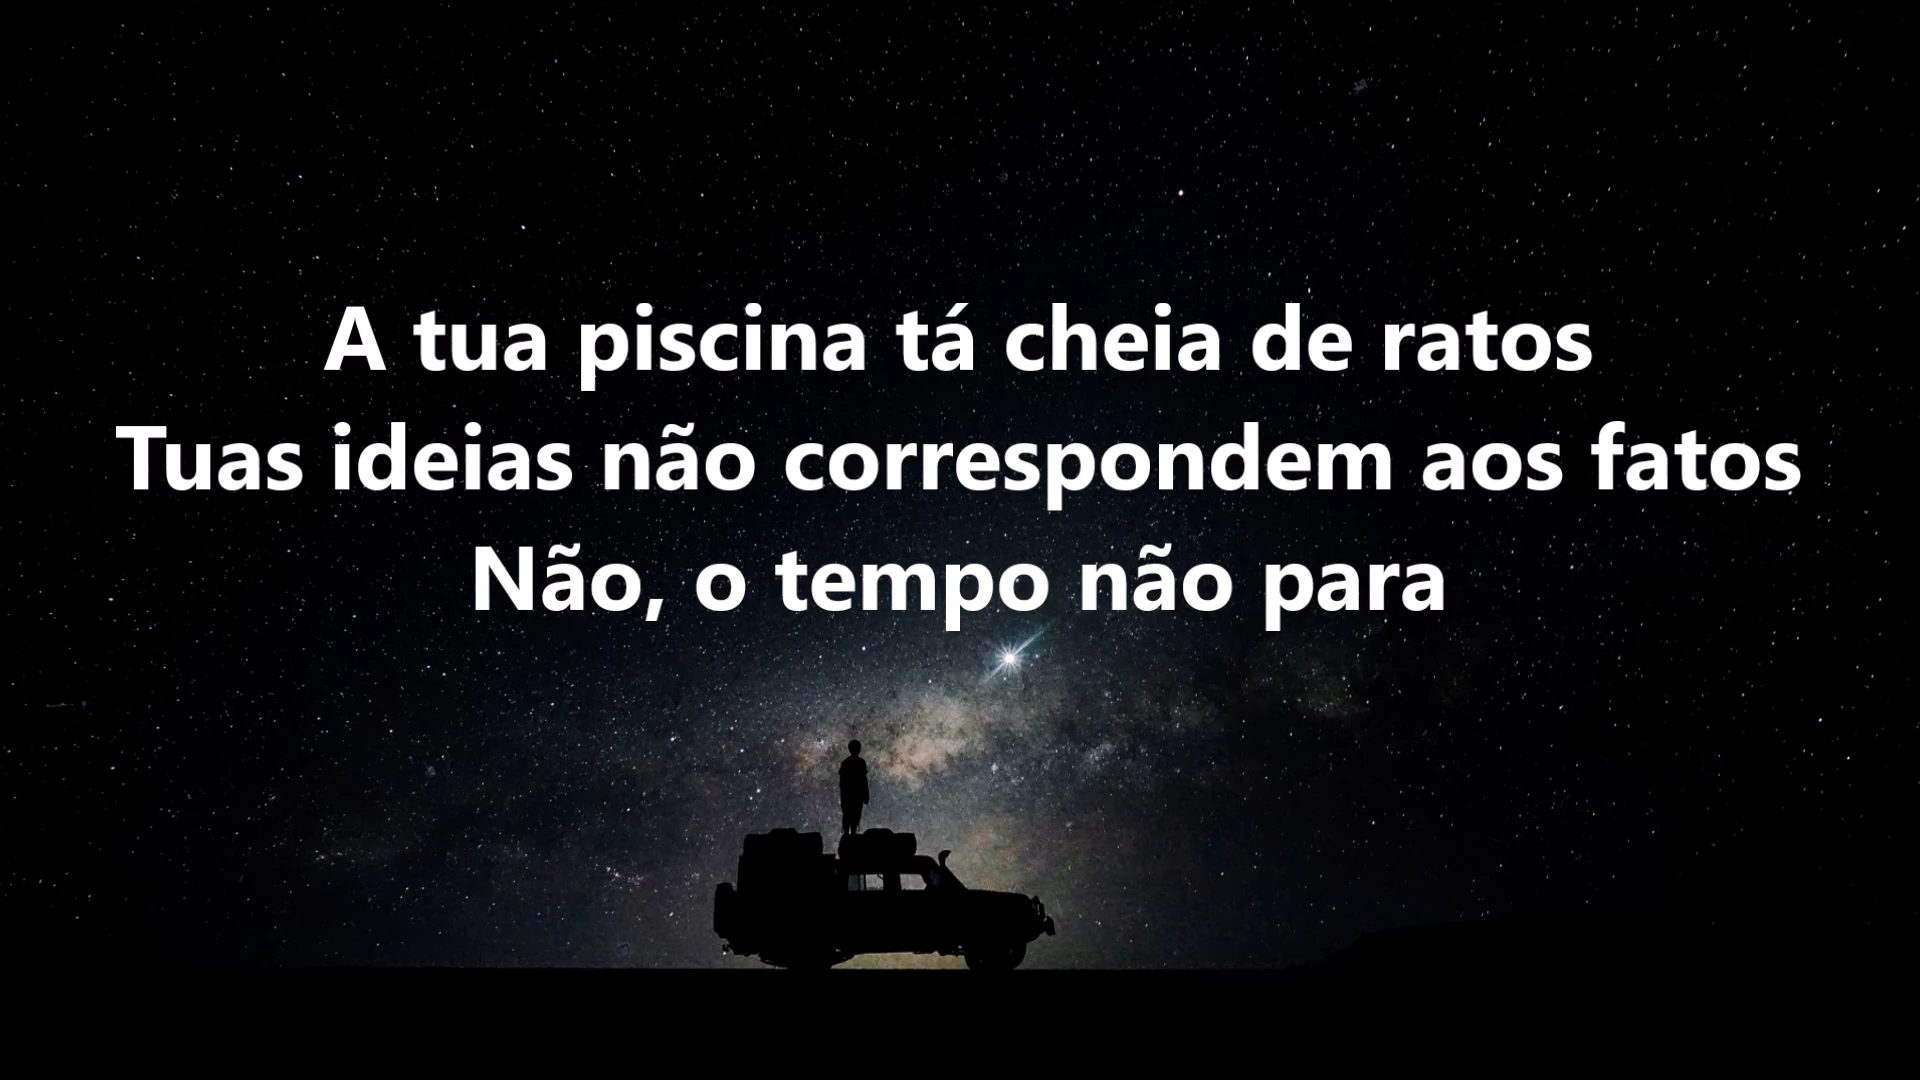 A tua piscina tá cheia de ratos
Tuas ideias não correspondem aos fatos
Não, o tempo não para